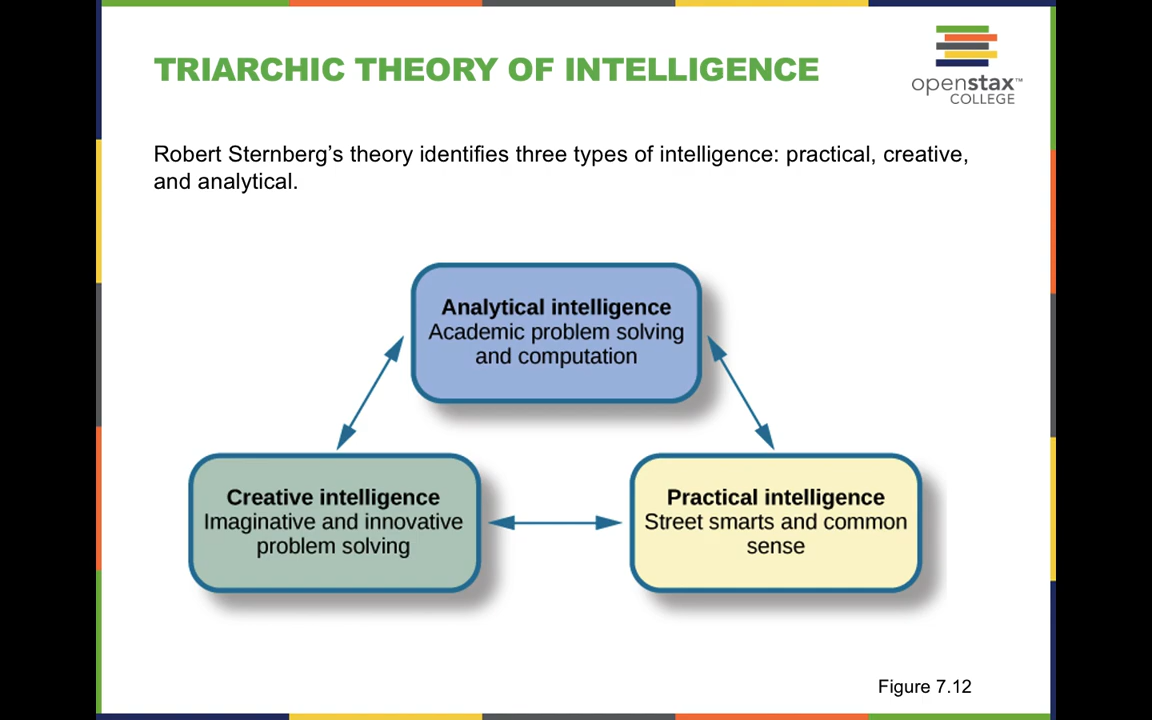 TRIARCHIC THEORY OF INTELLIGENCE
openstax™
COLLEGE
Robert Sternberg’s theory identifies three types of intelligence: practical, creative,
and analytical.
Analytical intelligence
Academic problem solving
and computation
Creative intelligence
Imaginative and innovative
problem solving
Practical intelligence
Street smarts and common
sense
Figure 7.12